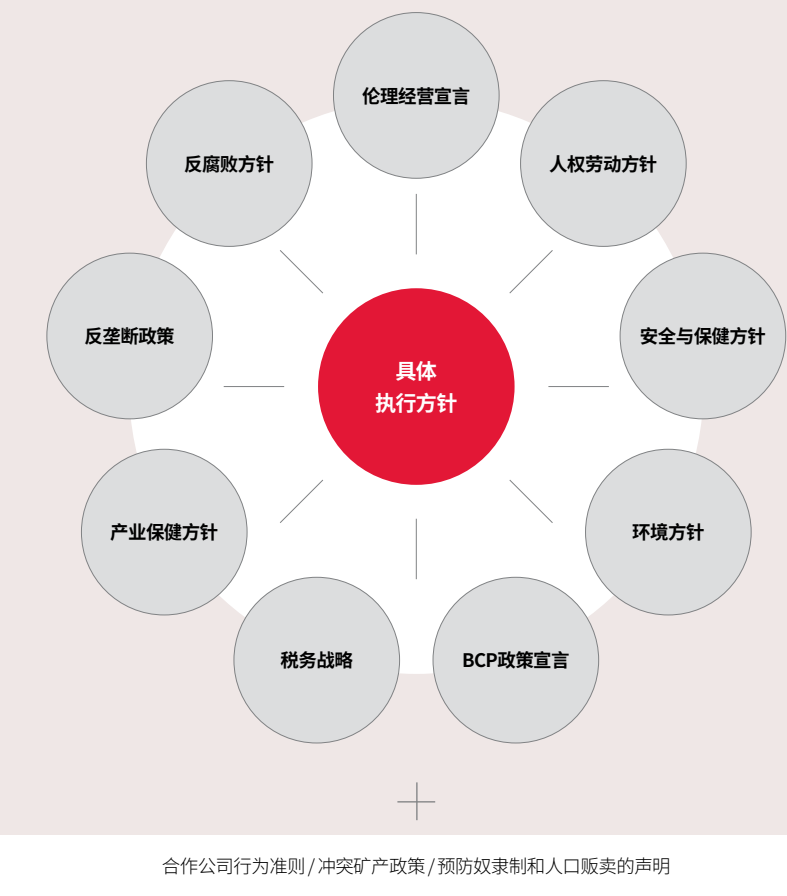 伦理经营宣言
反腐败方针
人权劳动方针
反垄断政策
安全与保健方针
具体
执行方针
产业保健方针
环境方针
税务战略
BCP政策宣言
合作公司行为准则/冲突矿产政策/预防奴隶制和人口贩卖的声明